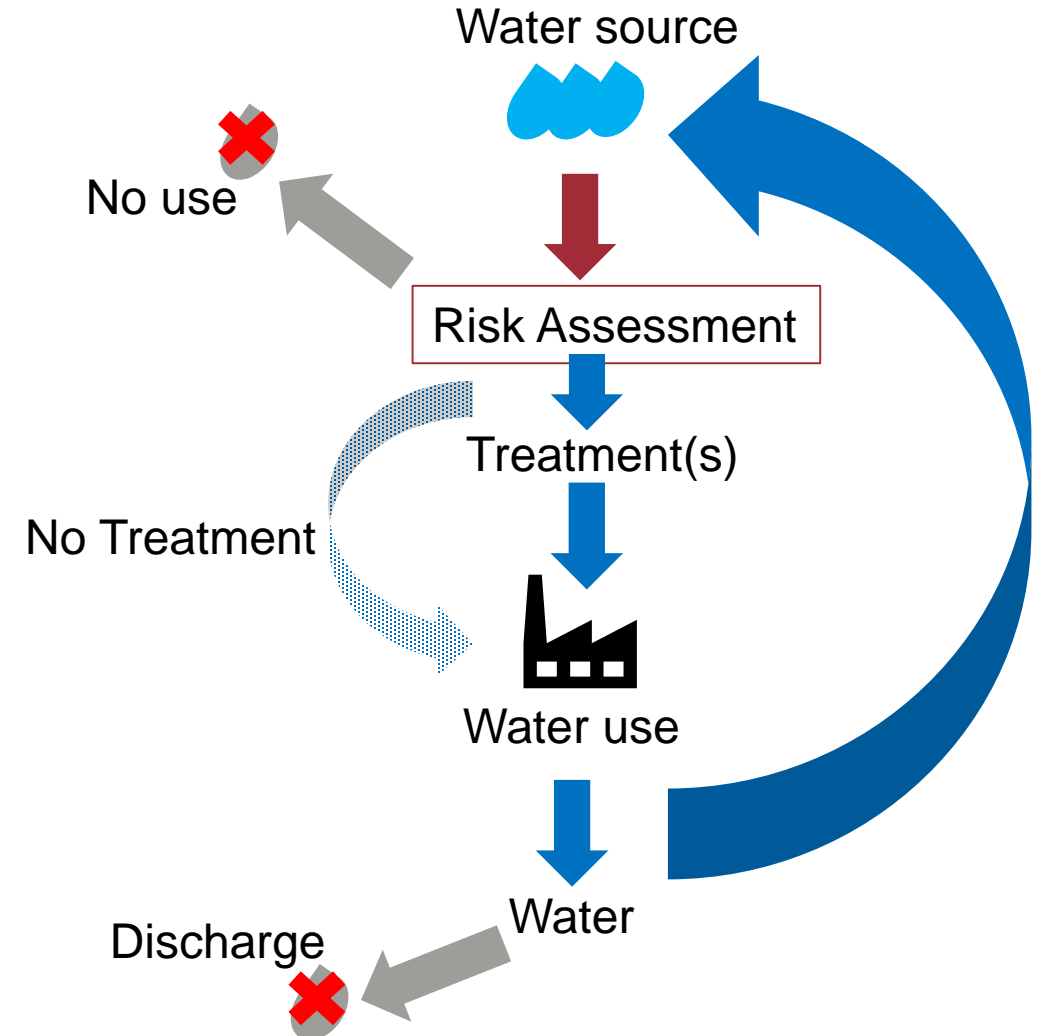 Water source
No use
Risk Assessment
Treatment(s)
No Treatment
Water use
Water
Discharge